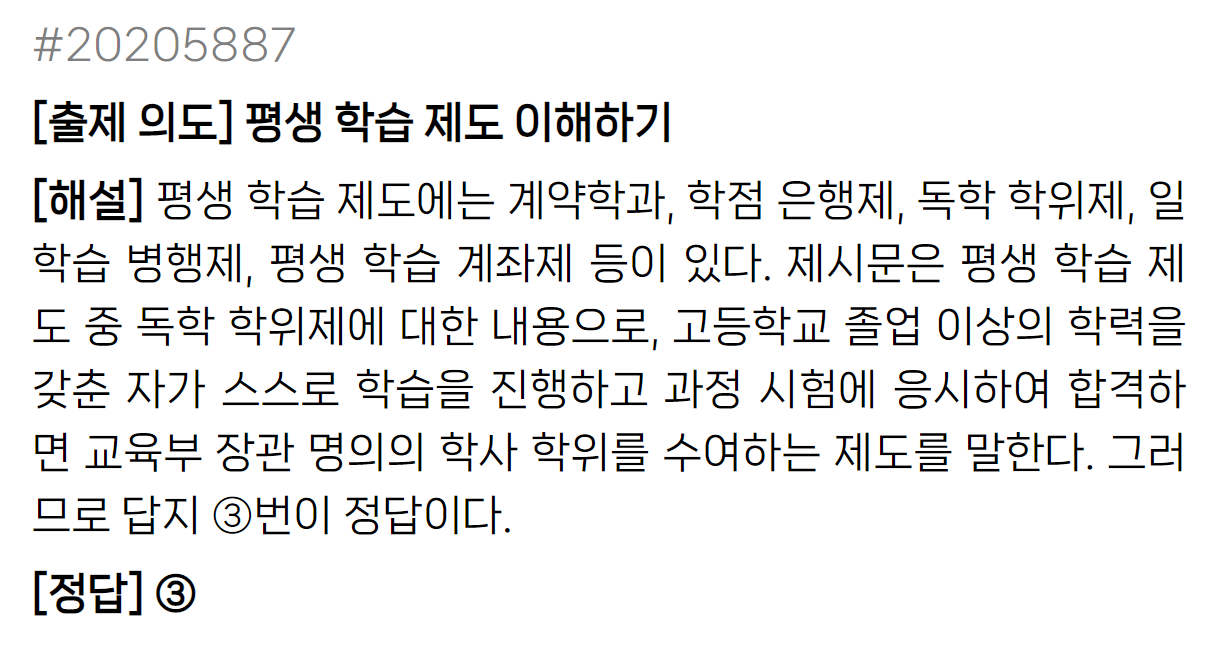 #20205887
[출제 의도] 평생 학습 제도 이해하기
[해설] 평생 학습 제도에는 계약학과, 학점 은행제, 독학 학위제, 일
학습 병행제, 평생 학습 계좌제 등이 있다. 제시문은 평생 학습 제
도 중 독학 학위제에 대한 내용으로, 고등학교 졸업 이상의 학력을
갖춘 자가 스스로 학습을 진행하고 과정 시험에 응시하여 합격하
면 교육부 장관 명의의 학사 학위를 수여하는 제도를 말한다. 그러
므로 답지 ③번이 정답이다.
[정답] ③